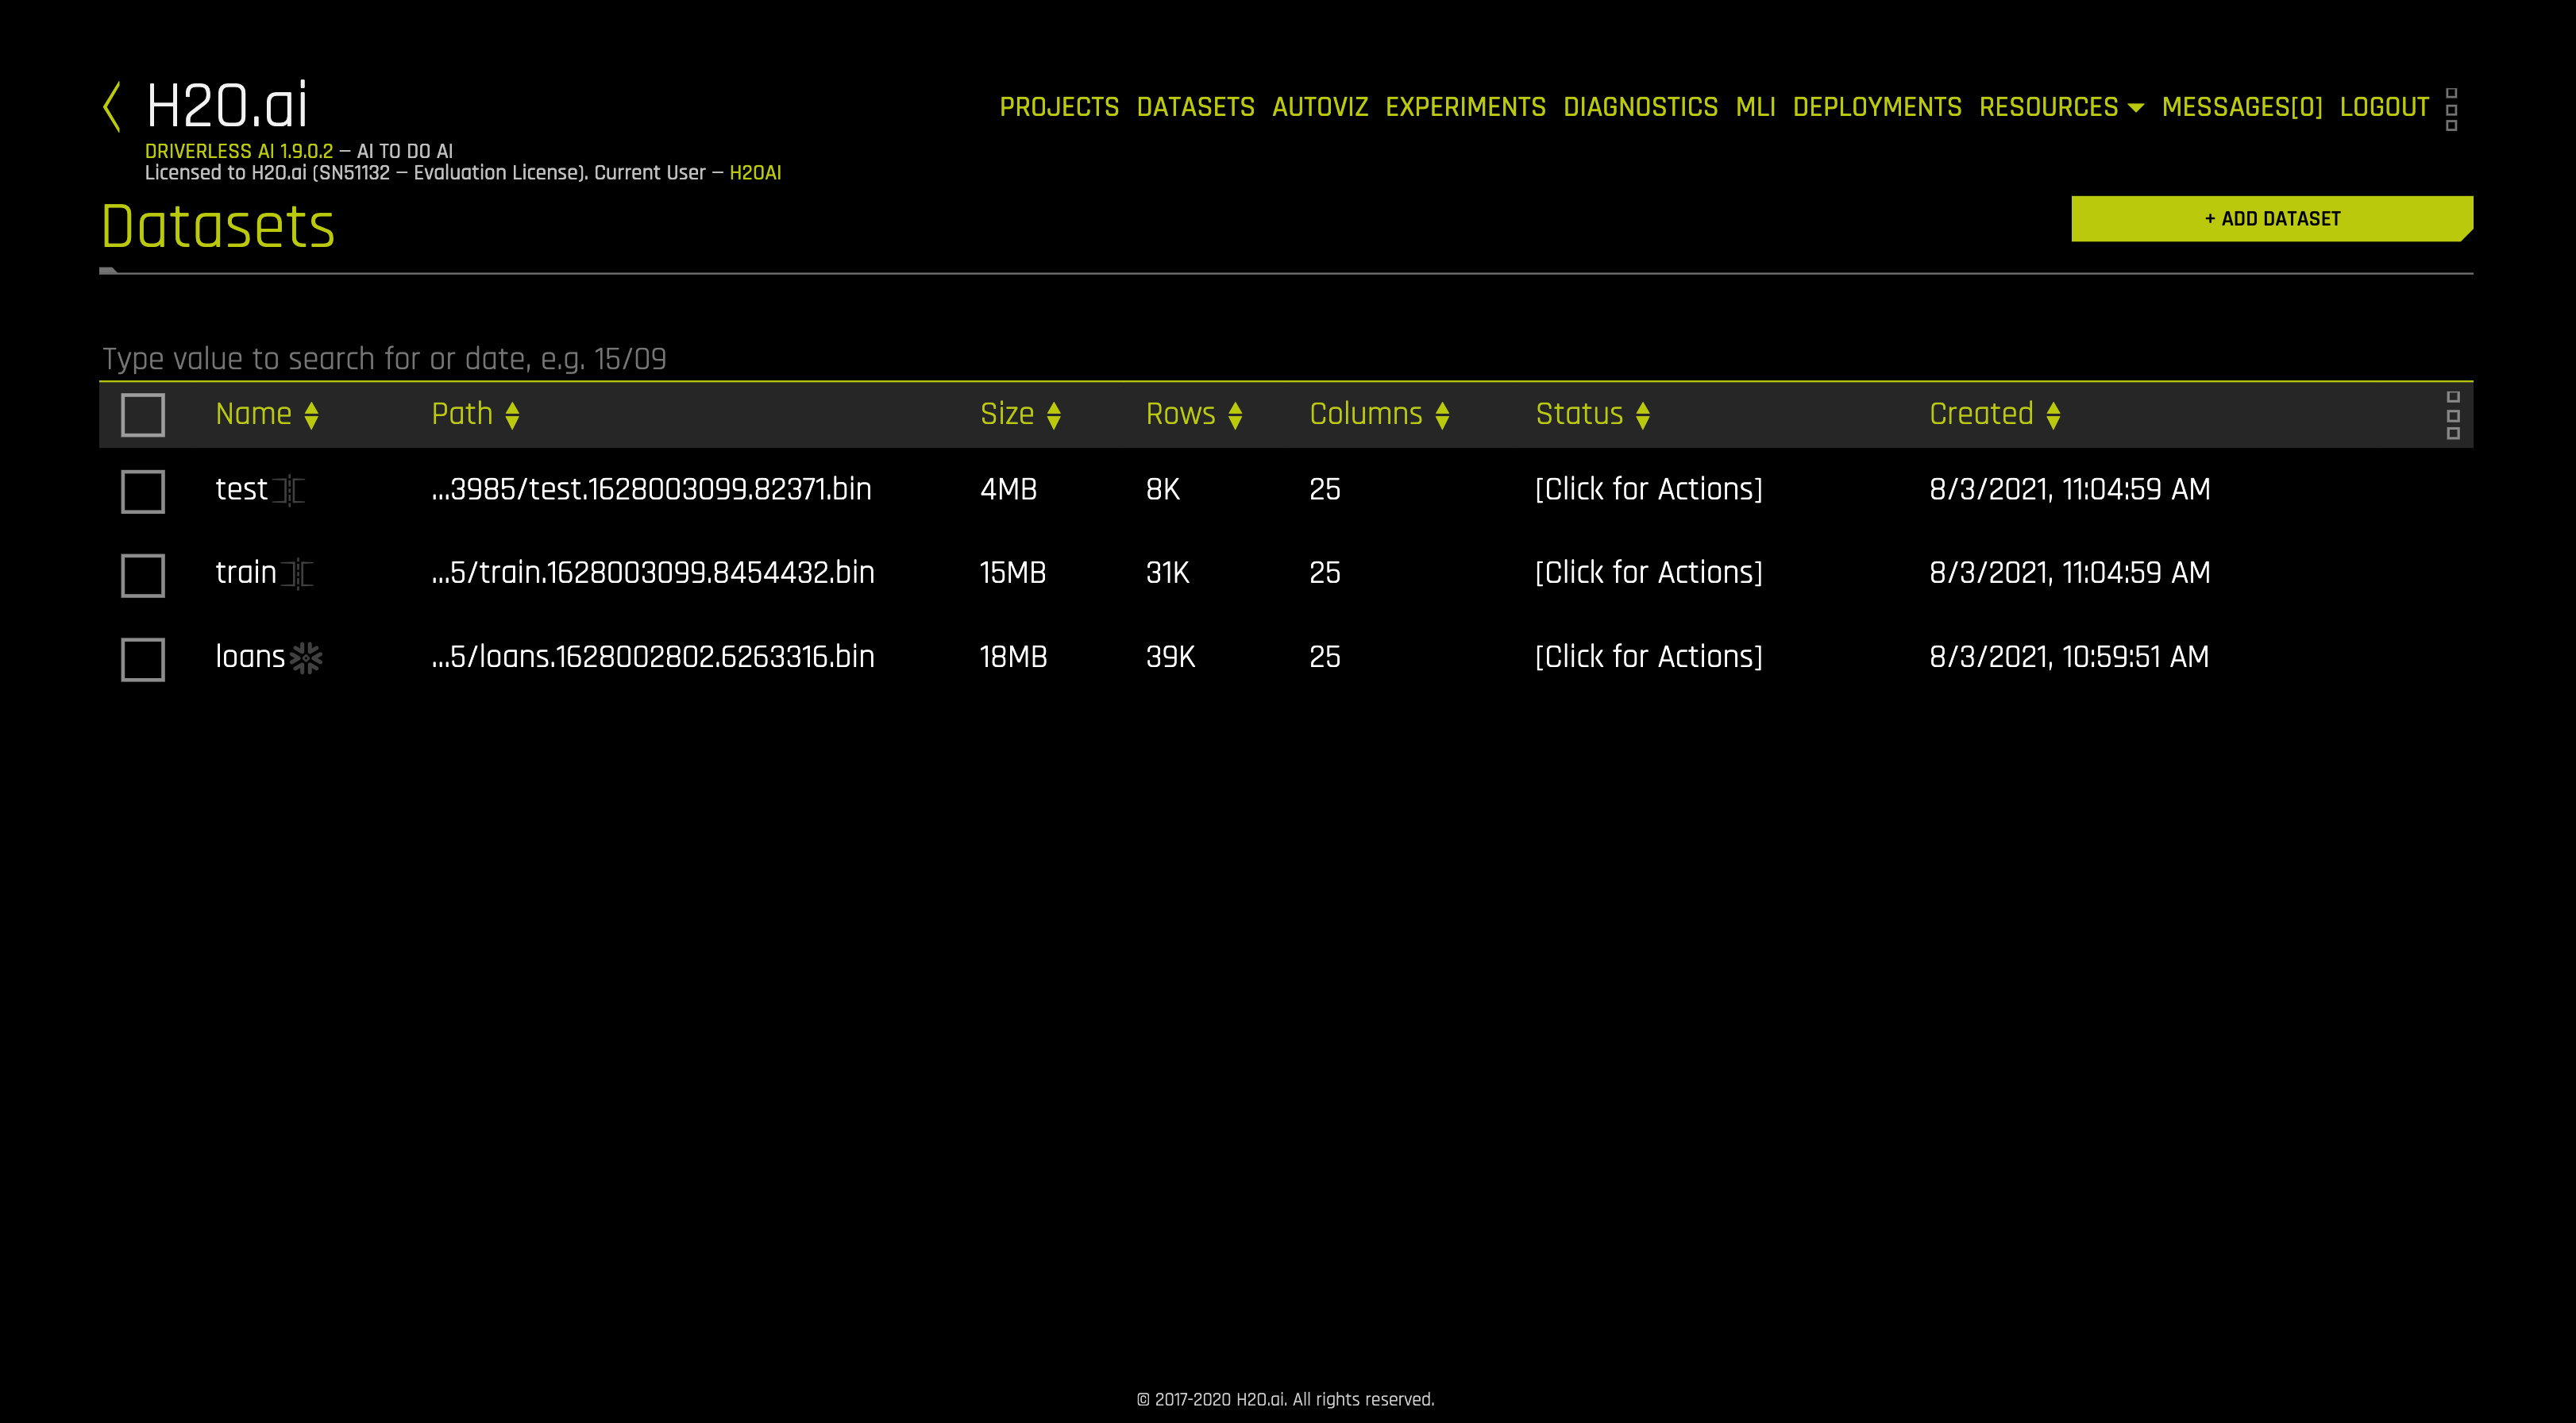 H2O.ai
PROJECTS DATASETS AUTOVIZ EXPERIMENTS DIAGNOSTICS MLI DEPLOYMENTS RESOURCES MESSAGES[0] LOGOUT
DRIVERLESS AI 1.9.0.2 — AI TO DO AI
Licensed to H2O.ai (SN51132 — Evaluation License). Current User — H2OAI
Datasets
+ ADD DATASET
Type value to search for or date, e.g. 15/09
Name Path Size Rows Columns Status Created
test ...3985/test.1628003099.82371.bin 4MB 8K 25 [Click for Actions] 8/3/2021, 11:04:59 AM
train ...5/train.1628003099.8454432.bin 15MB 31K 25 [Click for Actions] 8/3/2021, 11:04:59 AM
loans ...5/loans.1628002802.6263316.bin 18MB 39K 25 [Click for Actions] 8/3/2021, 10:59:51 AM
© 2017-2020 H2O.ai. All rights reserved.